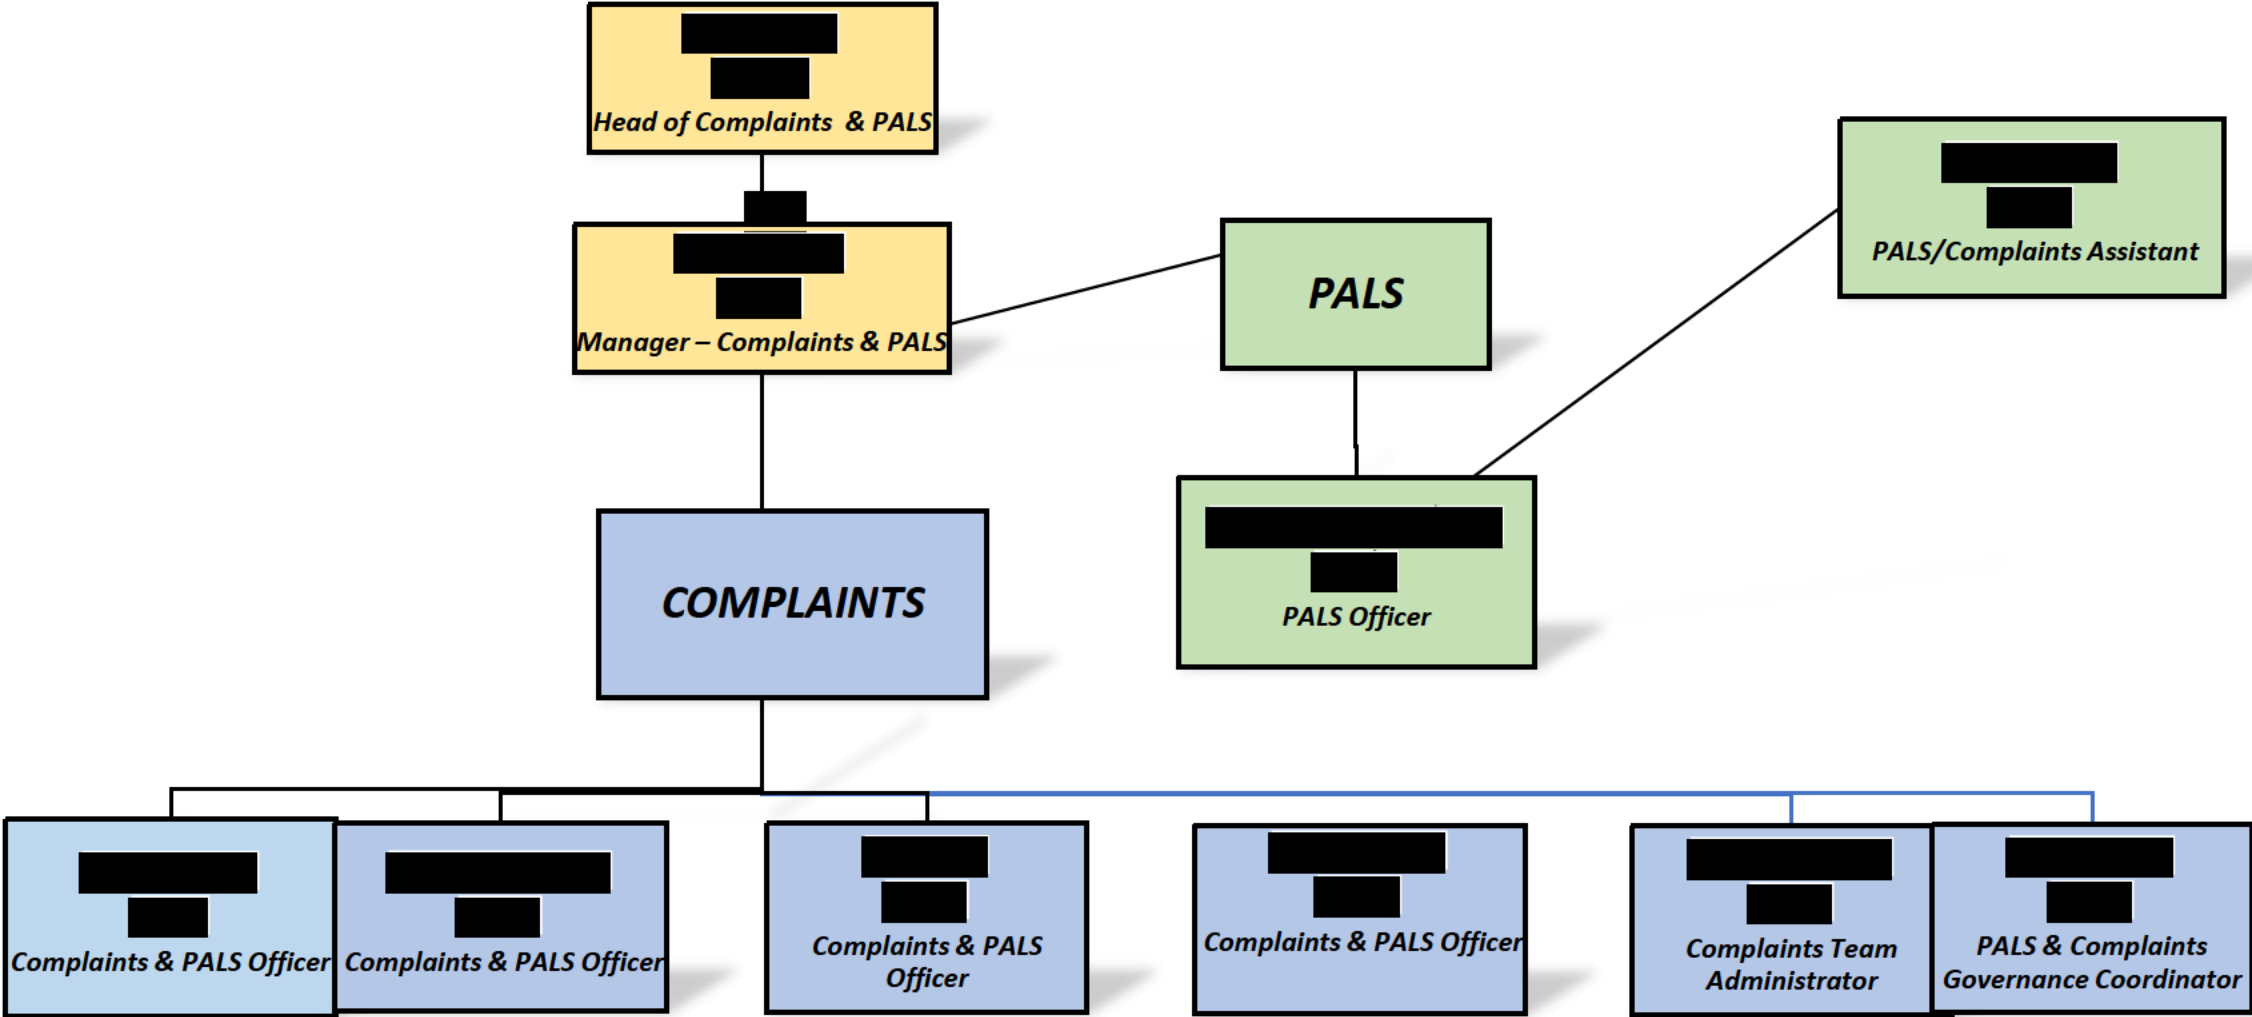 Head of Complaints & PALS
Manager – Complaints & PALS
PALS
PALS/Complaints Assistant
PALS Officer
COMPLAINTS
Complaints & PALS Officer
Complaints & PALS Officer
Complaints & PALS
Officer
Complaints & PALS Officer
Complaints Team
Administrator
PALS & Complaints
Governance Coordinator